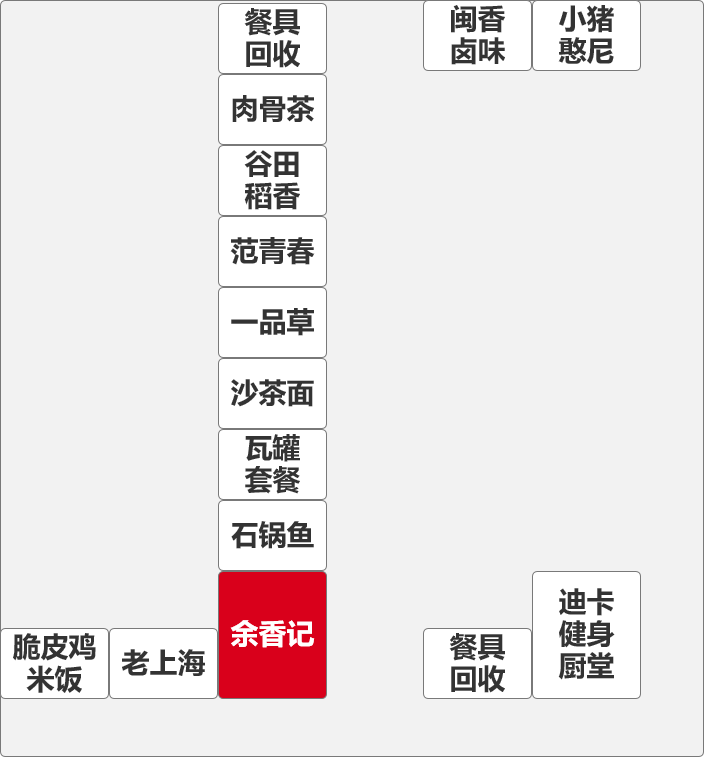 餐具
回收
闽香
卤味
小猪
憨尼
肉骨茶
谷田
稻香
范青春
一品草
沙茶面
瓦罐
套餐
石锅鱼
余香记
脆皮鸡
米饭
老上海
餐具
回收
迪卡
健身
厨堂